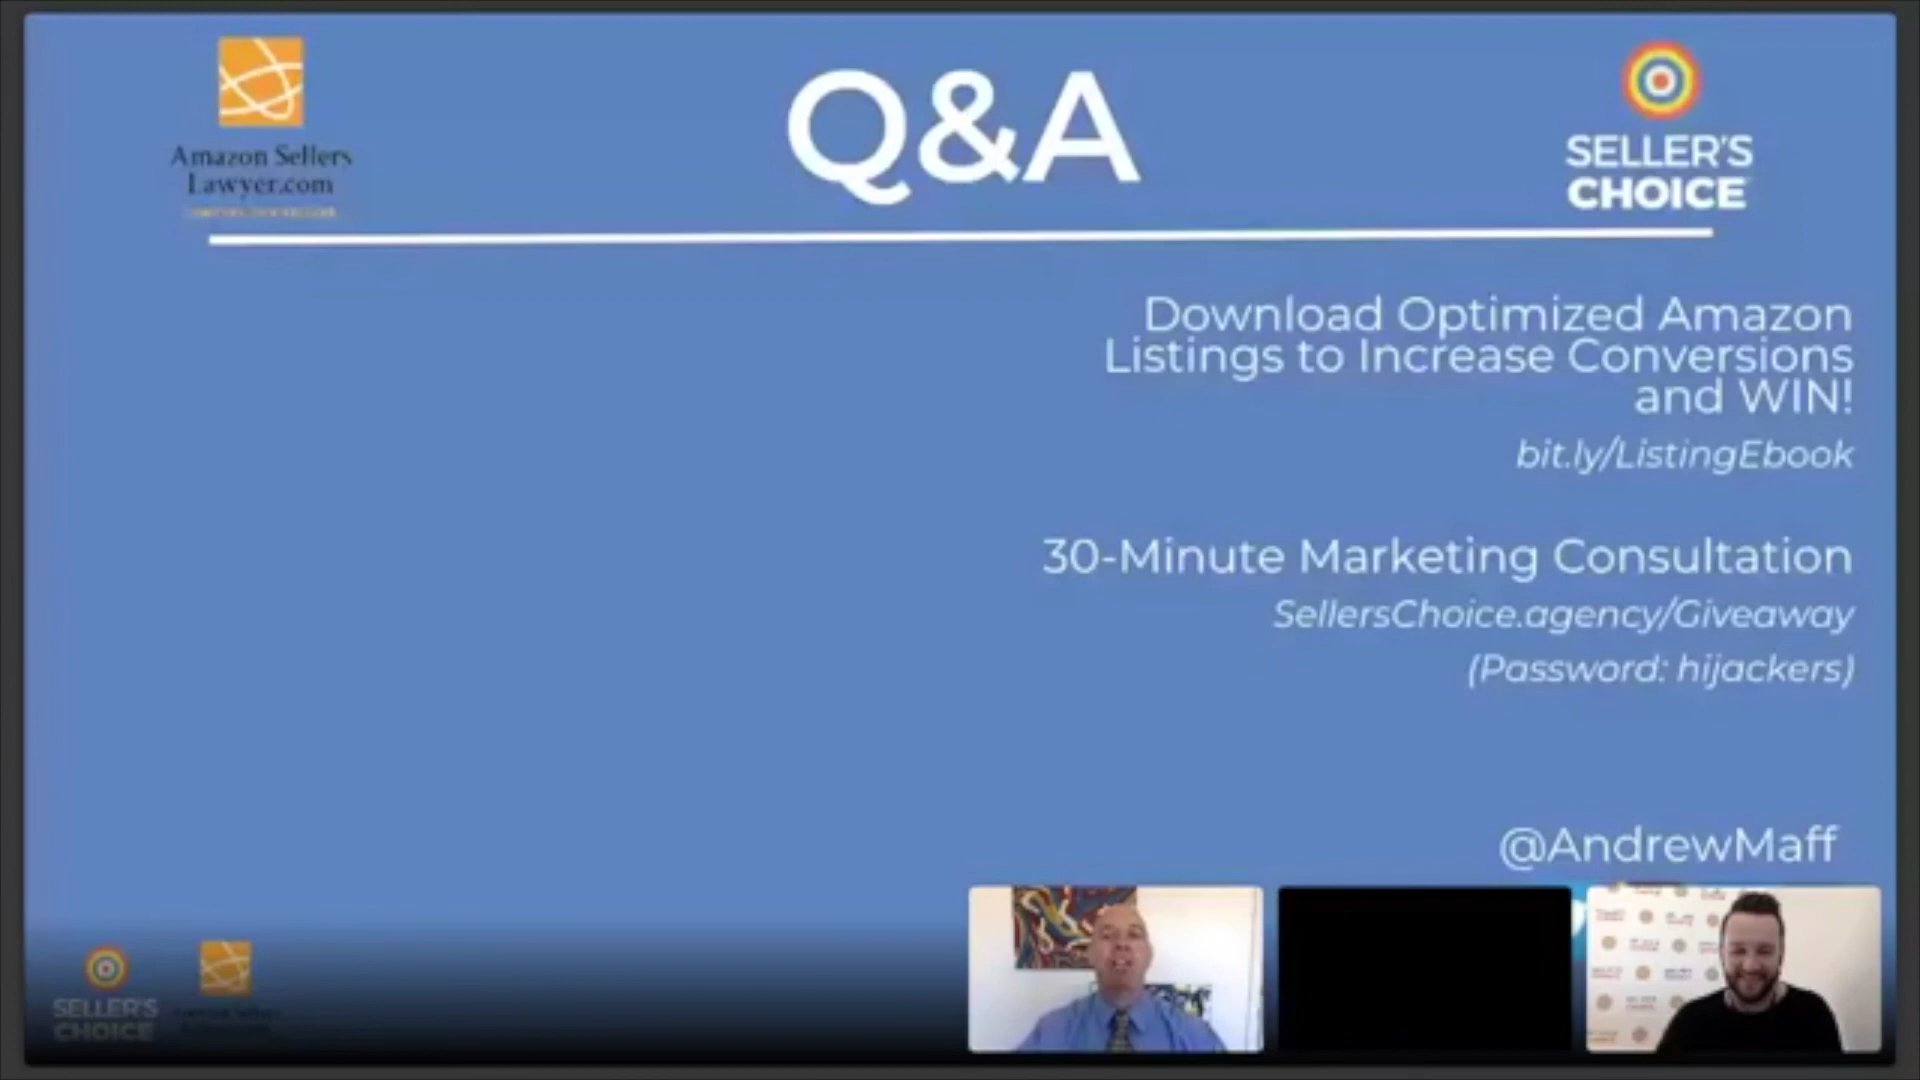 Amazon Sellers
Lawyer.com
Q&A
SELLER'S
CHOICE
Download Optimized Amazon
Listings to Increase Conversions
and WIN!
bit.ly/ListingEbook
30-Minute Marketing Consultation
SellersChoice.agency/Giveaway
(Password: hijackers)
@AndrewMaff
SELLER'S
CHOICE